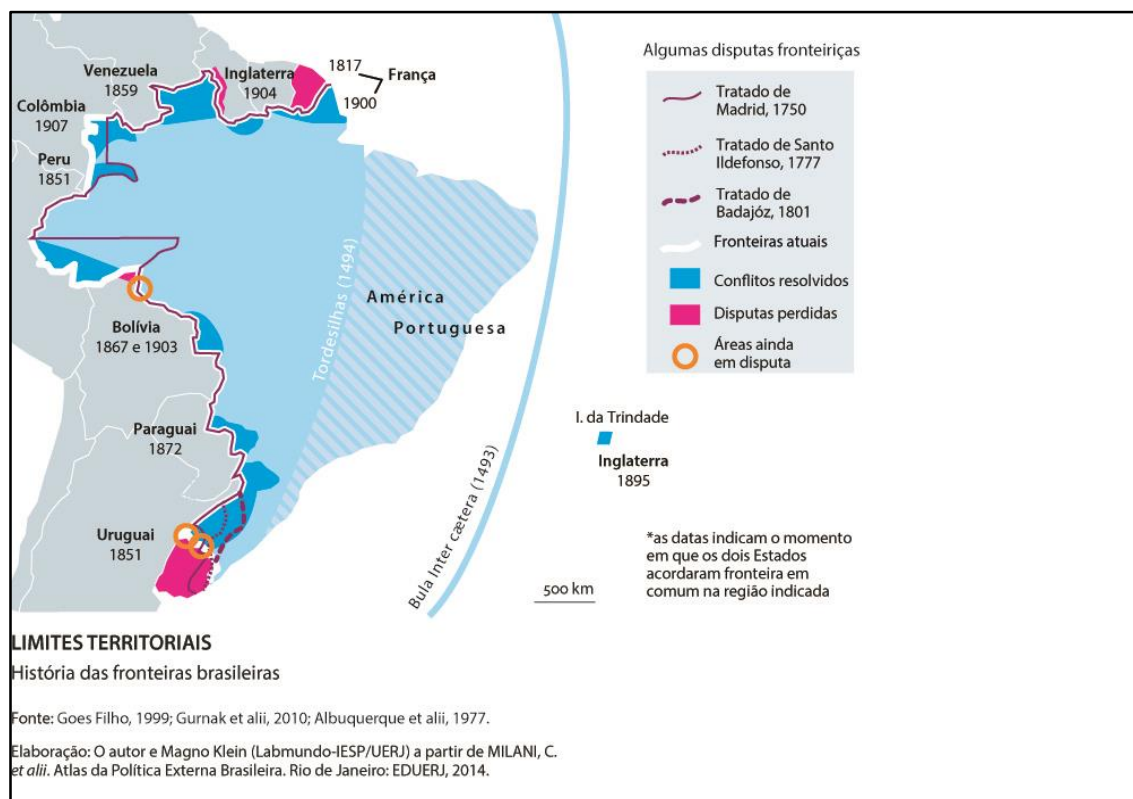 Venezuela
1859
Inglaterra
1904
1817
França
1900
Colômbia
1907
Peru
1851
Bolívia
1867 e 1903
Paraguai
1872
Uruguai
1851
Tordesilhas (1494)
América
Portuguesa
Bula Inter cætera (1493)
500 km
Algumas disputas fronteiriças
Tratado de
Madrid, 1750
Tratado de Santo
Ildefonso, 1777
Tratado de
Badajóz, 1801
Fronteiras atuais
Conflitos resolvidos
Disputas perdidas
Áreas ainda
em disputa
I. da Trindade
Inglaterra
1895
*as datas indicam o momento
em que os dois Estados
acordaram fronteira em
comum na região indicada
LIMITES TERRITORIAIS
História das fronteiras brasileiras
Fonte: Goes Filho, 1999; Gurnak et alii, 2010; Albuquerque et alii, 1977.
Elaboração: O autor e Magno Klein (Labmundo-IESP/UERJ) a partir de MILANI, C.
et alii. Atlas da Política Externa Brasileira. Rio de Janeiro: EDUERJ, 2014.